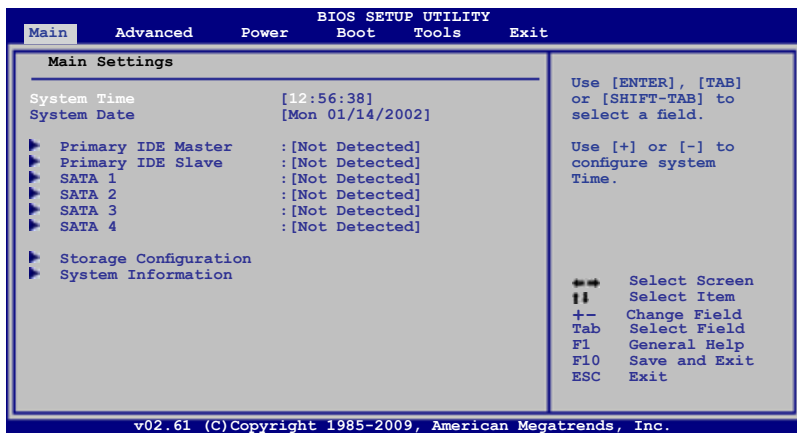 BIOS SETUP UTILITY
Main Advanced Power Boot Tools Exit
Main Settings
System Time [12:56:38]
System Date [Mon 01/14/2002]
Primary IDE Master :[Not Detected]
Primary IDE Slave :[Not Detected]
SATA 1 :[Not Detected]
SATA 2 :[Not Detected]
SATA 3 :[Not Detected]
SATA 4 :[Not Detected]
Storage Configuration
System Information
Use [ENTER], [TAB]
or [SHIFT-TAB] to
select a field.
Use [+] or [-] to
configure system
Time.
Select Screen
Select Item
+- Change Field
Tab Select Field
F1 General Help
F10 Save and Exit
ESC Exit
v02.61 (C)Copyright 1985-2009, American Megatrends, Inc.